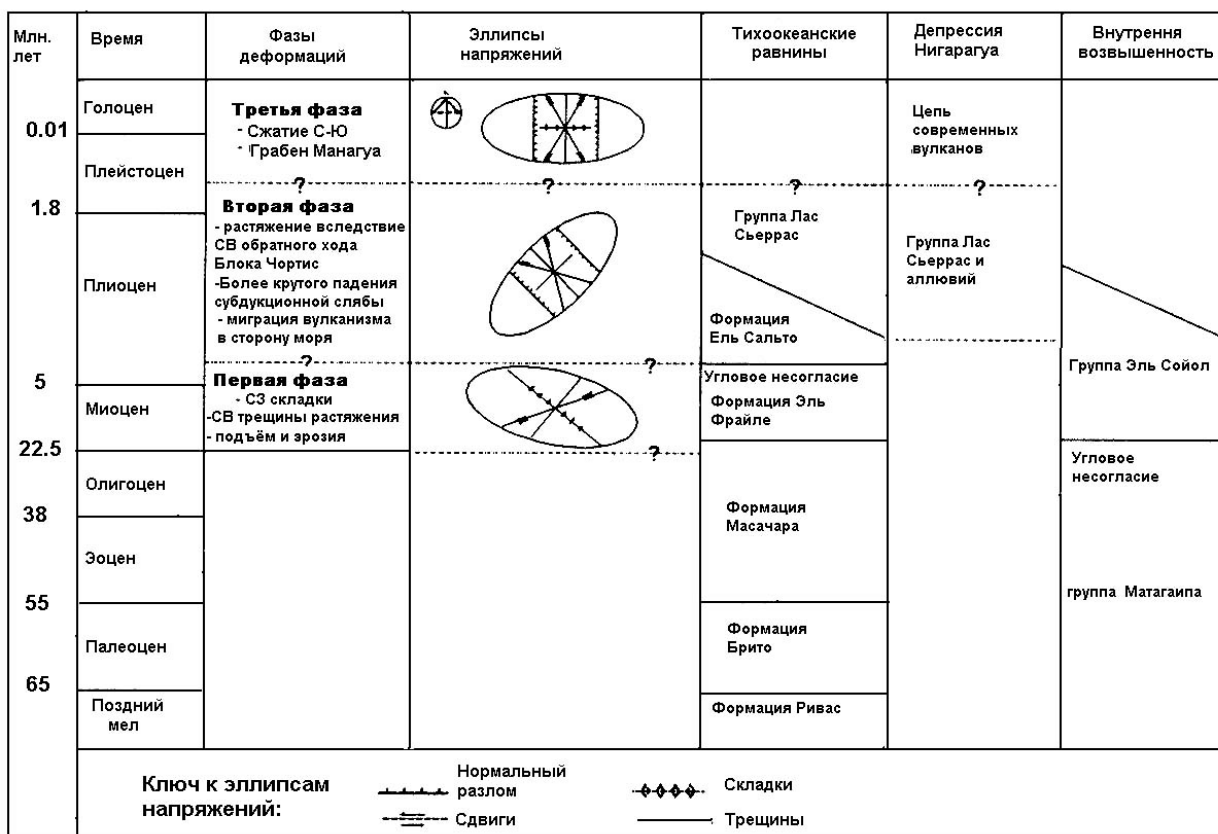 Млн.
лет
Время
Фазы
деформаций
Эллипсы
напряжений
Тихоокеанские
равнины
Депрессия
Нигарагуа
Внутрення
возвышенность
Голоцен
0.01
Плейстоцен
1.8
Плиоцен
5
Миоцен
22.5
Олигоцен
38
Эоцен
55
Палеоцен
65
Поздний
мел
Третья фаза
- Сжатие С-Ю
- Грабен Манагуа
?
?
?
?
Вторая фаза
- растяжение вследствие
СВ обратного хода
Блока Чортис
-Более крутого падения
субдукционной слябы
- миграция вулканизма
в сторону моря
?
?
Первая фаза
- СЗ складки
-СВ трещины растяжения
- подъём и эрозия
?
Группа Лас
Сьеррас
Формация
Ель Сальто
Угловое несогласие
Формация Эль
Фрайле
Формация
Масачара
Формация
Брито
Формация Ривас
Цепь
современных
вулканов
Группа Лас
Сьеррас и
аллювий
Группа Эль Сойол
Угловое
несогласие
группа Матагаипа
Ключ к эллипсам
напряжений:
Нормальный
разлом
Сдвиги
Складки
Трещины